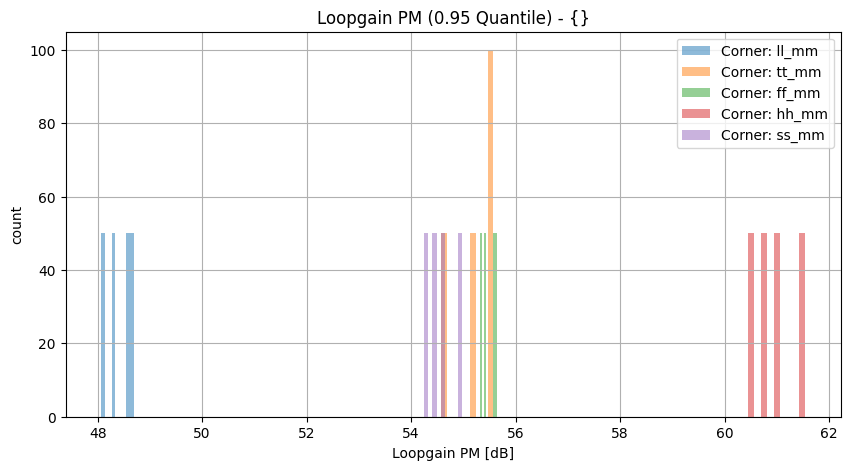 Loopgain PM (0.95 Quantile) - {}
100
80
60
40
20
0
count
Corner: ll_mm
Corner: tt_mm
Corner: ff_mm
Corner: hh_mm
Corner: ss_mm
48 50 52 54 56 58 60 62
Loopgain PM [dB]